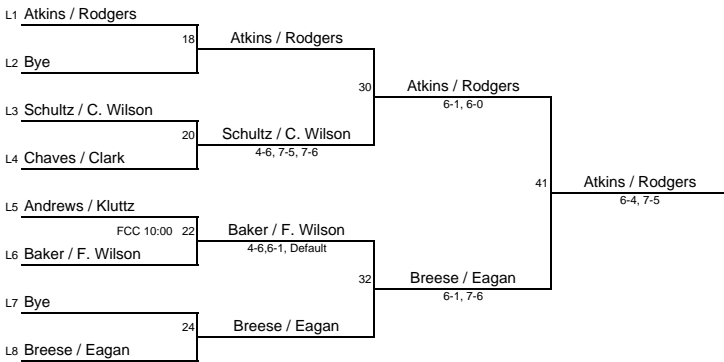 L1 Atkins / Rodgers
18 Atkins / Rodgers
L2 Bye
30 Atkins / Rodgers
6-1, 6-0
L3 Schultz / C. Wilson
20 Schultz / C. Wilson
4-6, 7-5, 7-6
L4 Chaves / Clark
41 Atkins / Rodgers
6-4, 7-5
L5 Andrews / Kluttz
FCC 10:00 22 Baker / F. Wilson
4-6,6-1, Default
L6 Baker / F. Wilson
32 Breese / Eagan
6-1, 7-6
L7 Bye
24 Breese / Eagan
L8 Breese / Eagan